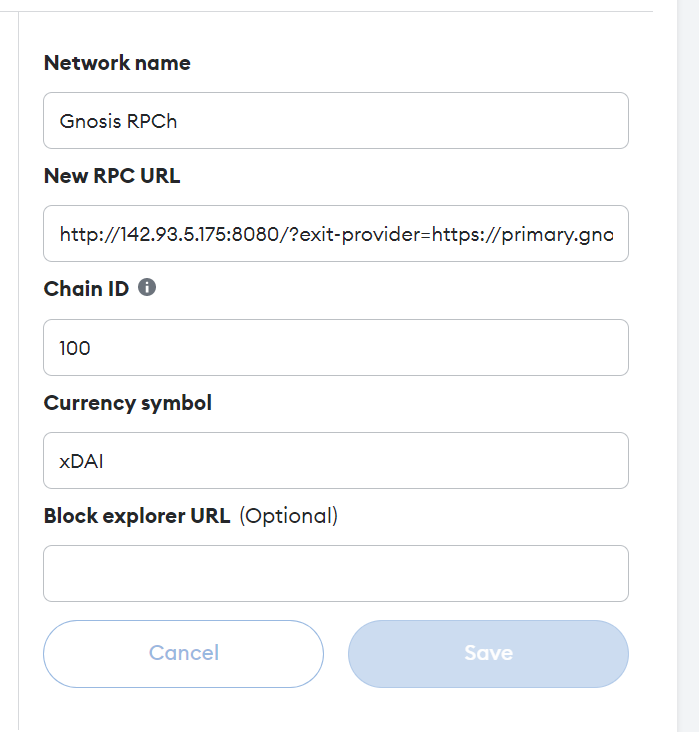 Network name
Gnosis RPCh
New RPC URL
http://142.93.5.175:8080/?exit-provider=https://primary.gno
Chain ID
100
Currency symbol
xDAI
Block explorer URL (Optional)
Cancel
Save